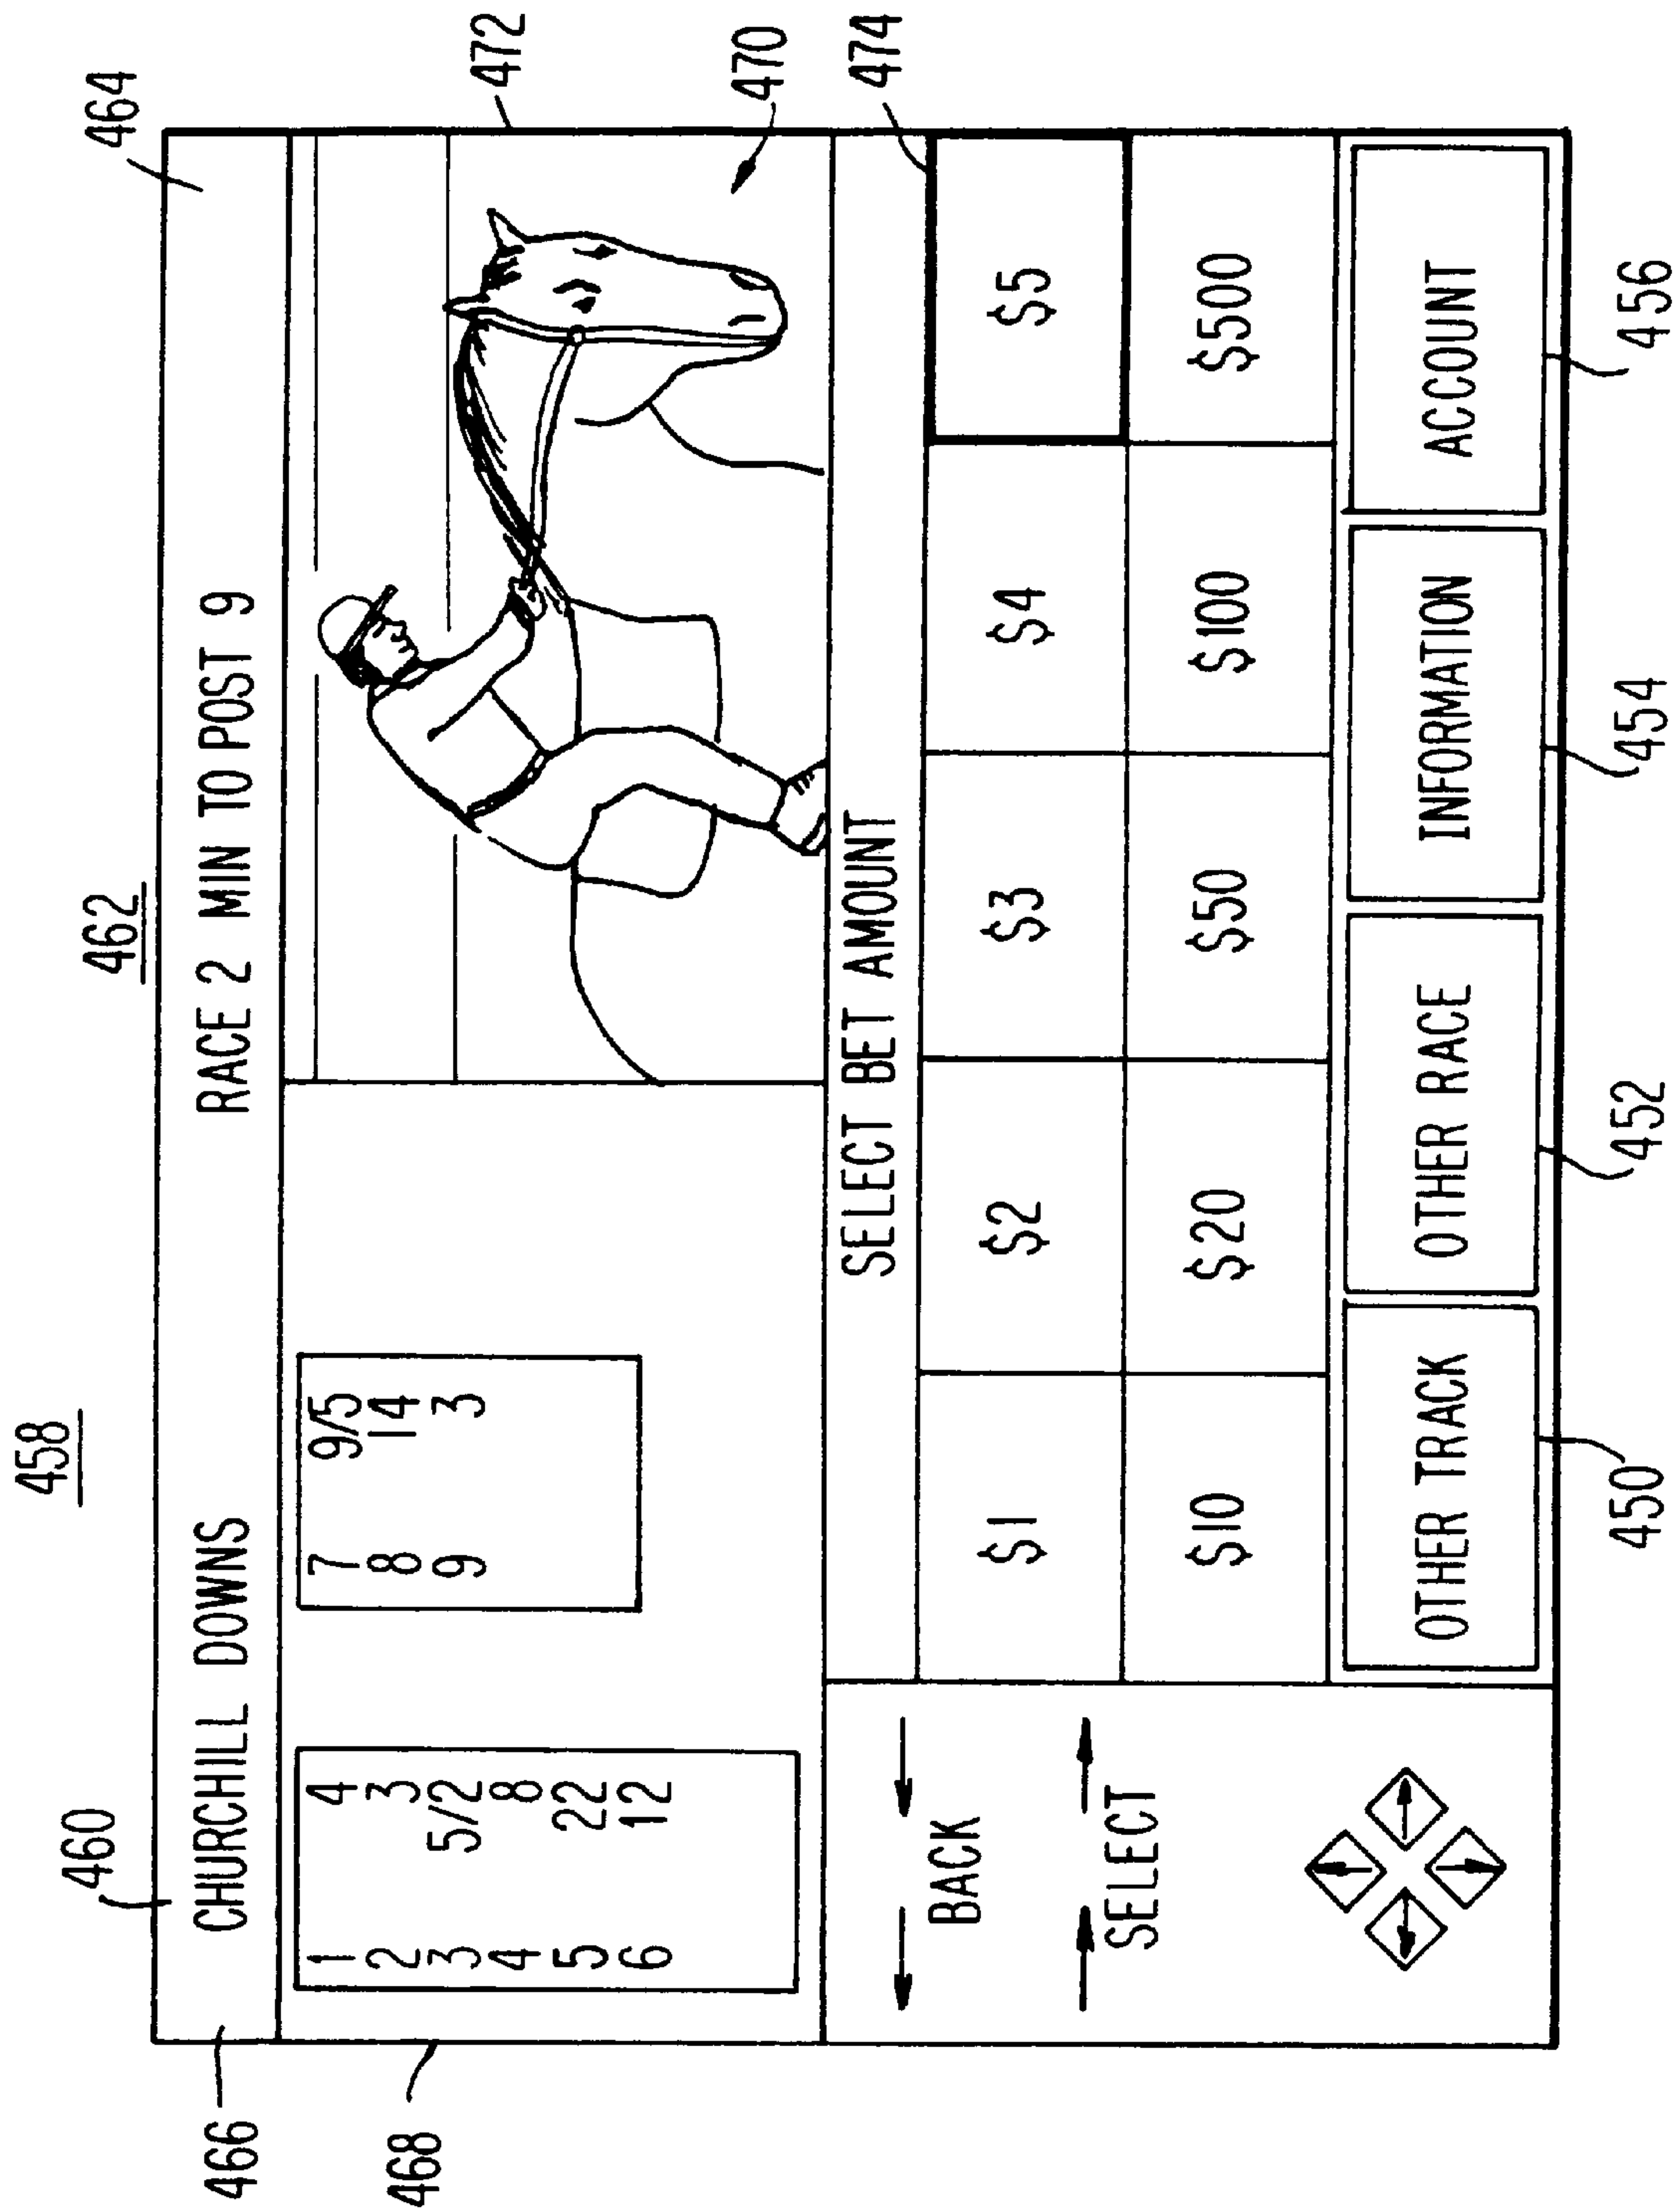 458
462
460
464
466
CHURCHILL DOWNS RACE 2 MIN TO POST 9
472
468
470
1 4
2 3
3 5/2
4 8
5 22
6 12
7 9/5
8 14
9 3
474
SELECT BET AMOUNT
BACK
SELECT
$1 $2 $3 $4 $5
$10 $20 $50 $100 $500
OTHER TRACK OTHER RACE INFORMATION ACCOUNT
450 452 454 456